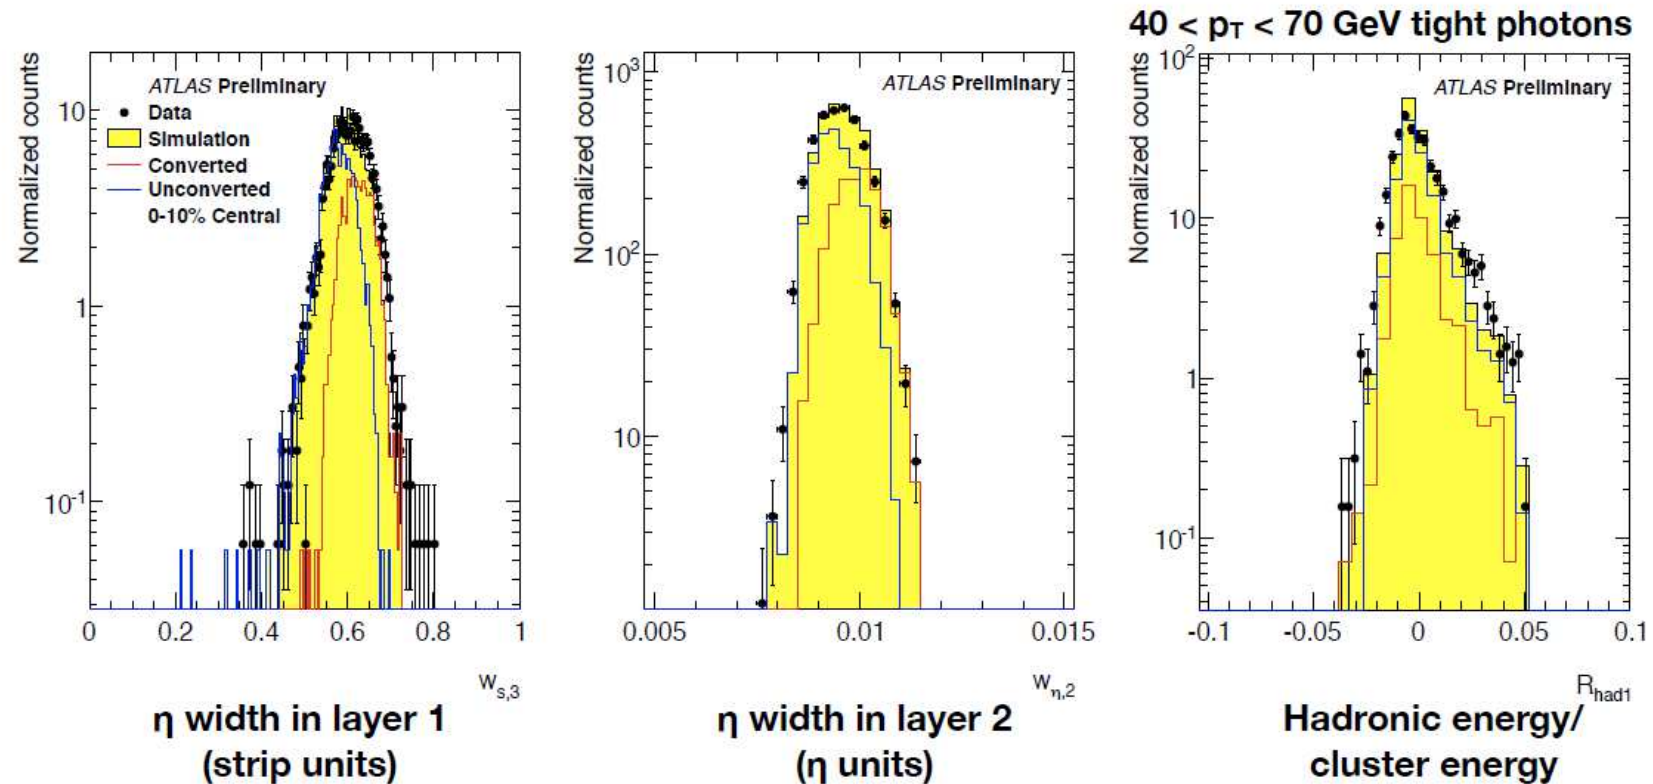 40 < pT < 70 GeV tight photons
Normalized counts
10
1
10-1
ATLAS Preliminary
Data
Simulation
Converted
Unconverted
0-10% Central
0 0.2 0.4 0.6 0.8 1
ws,3
η width in layer 1
(strip units)
Normalized counts
103
102
10
ATLAS Preliminary
0.005 0.01 0.015
wη,2
η width in layer 2
(η units)
Normalized counts
102
10
1
10-1
ATLAS Preliminary
-0.1 -0.05 0 0.05 0.1
Rhad1
Hadronic energy/
cluster energy